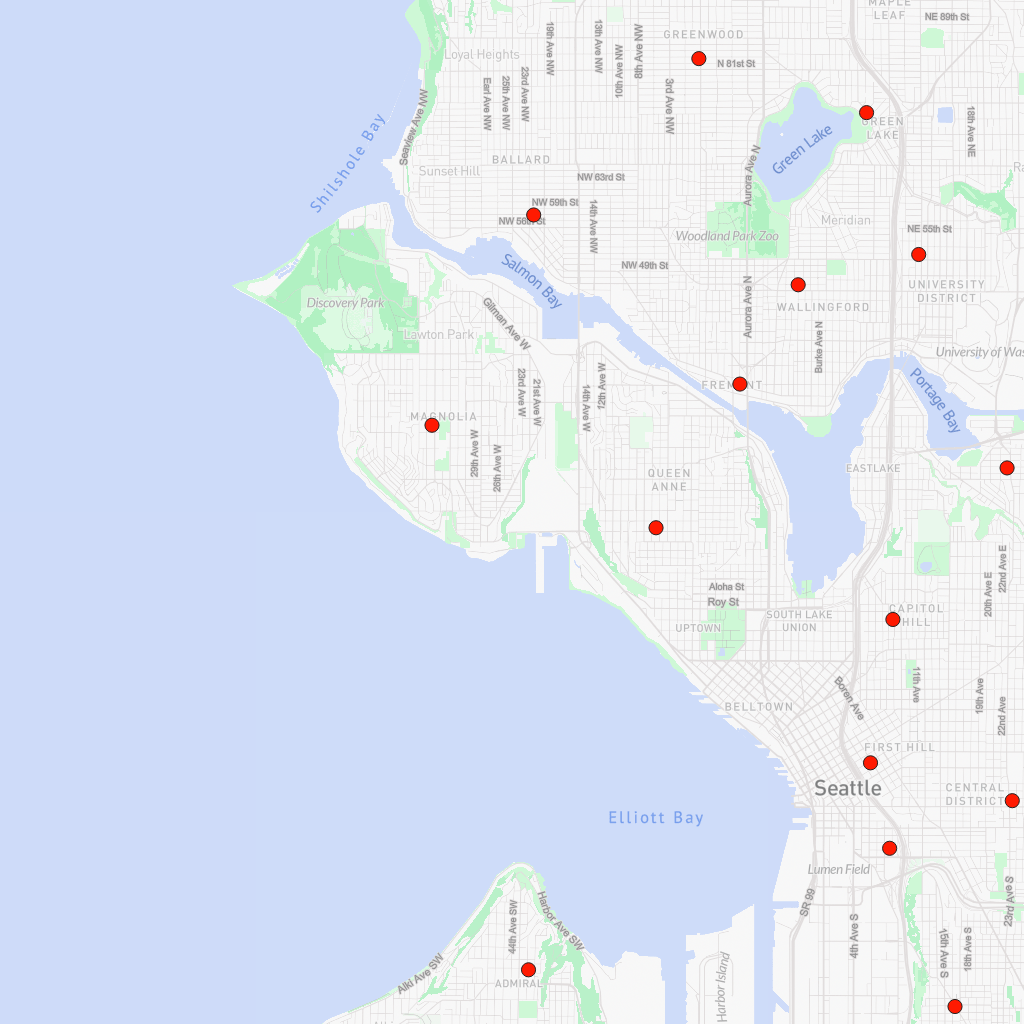 MAPLE
LEAF
NE 89th St
GREENWOOD
N 81st St
Loyal Heights
19th Ave NW
13th Ave NW
10th Ave NW
8th Ave NW
3rd Ave NW
23rd Ave NW
25th Ave NW
Earl Ave NW
Seaview Ave NW
Shilshole Bay
BALLARD
Sunset Hill
NW 63rd St
NW 59th St
NW 56th St
14th Ave NW
NW 49th St
Green Lake
GREEN
LAKE
18th Ave NE
Aurora Ave N
Woodland Park Zoo
Meridian
NE 55th St
UNIVERSITY
DISTRICT
WALLINGFORD
Aurora Ave N
Burke Ave N
University of Was
Portage Bay
Salmon Bay
Discovery Park
Lawton Park
Gilman Ave W
23rd Ave W
21st Ave W
14th Ave W
12th Ave W
FREMONT
MAGNOLIA
29th Ave W
26th Ave W
QUEEN
ANNE
EASTLAKE
Aloha St
Roy St
UPTOWN
SOUTH LAKE
UNION
22nd Ave E
20th Ave E
CAPITOL
HILL
11th Ave
19th Ave
22nd Ave
Boren Ave
BELLTOWN
FIRST HILL
Seattle
CENTRAL
DISTRICT
Elliott Bay
Lumen Field
SR 99
4th Ave S
15th Ave S
18th Ave S
23rd Ave S
Harbor Island
Harbor Ave SW
44th Ave SW
Alki Ave SW
ADMIRAL